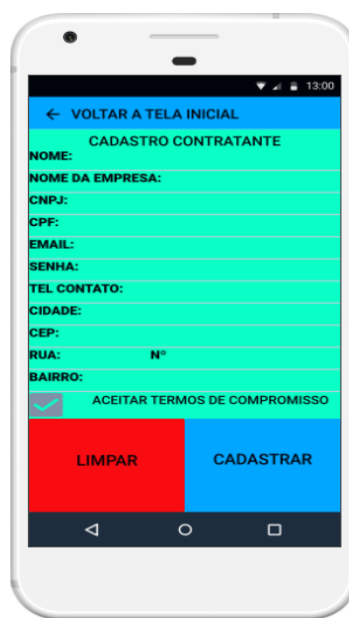 13:00
VOLTAR A TELA INICIAL
CADASTRO CONTRATANTE
NOME:
NOME DA EMPRESA:
CNPJ:
CPF:
EMAIL:
SENHA:
TEL CONTATO:
CIDADE:
CEP:
RUA: Nº
BAIRRO:
ACEITAR TERMOS DE COMPROMISSO
LIMPAR CADASTRAR